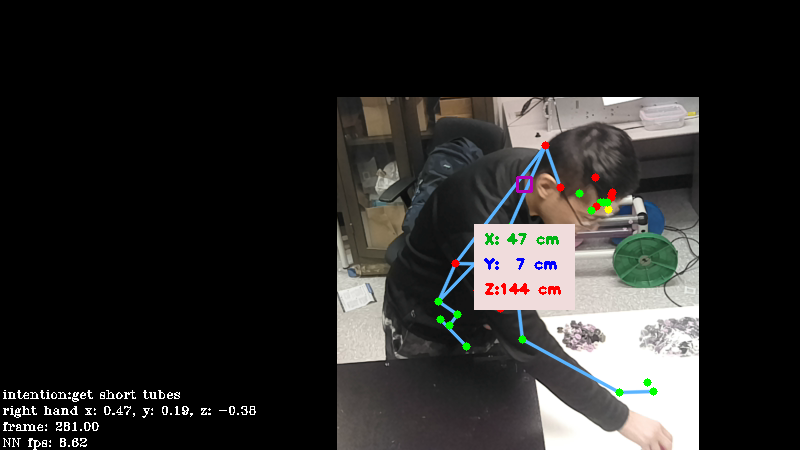 X: 47 cm
Y: 7 cm
Z:144 cm
intention:get short tubes
right hand x: 0.47, y: 0.19, z: -0.38
frame: 281.00
NN fps: 8.62